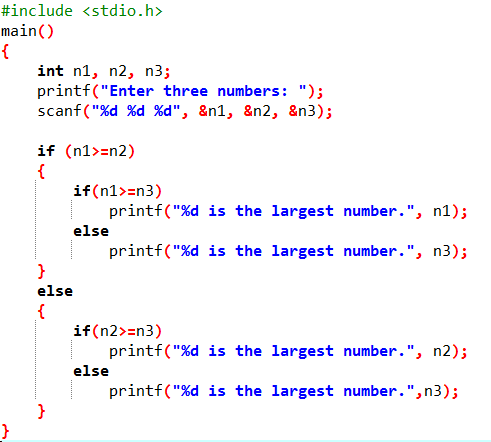 #include <stdio.h>
main()
{
    int n1, n2, n3;
    printf("Enter three numbers: ");
    scanf("%d %d %d", &n1, &n2, &n3);

    if (n1>=n2)
    {
        if(n1>=n3)
            printf("%d is the largest number.", n1);
        else
            printf("%d is the largest number.", n3);
    }
    else
    {
        if(n2>=n3)
            printf("%d is the largest number.", n2);
        else
            printf("%d is the largest number.",n3);
    }
}